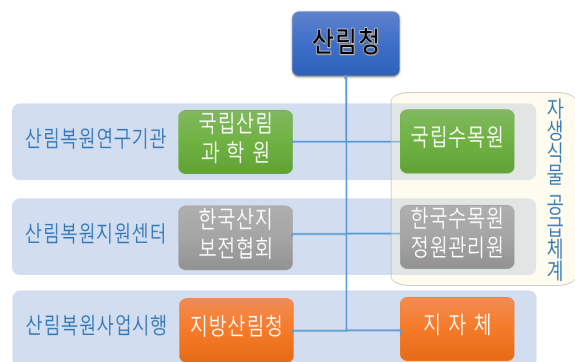 산림청
산림복원연구기관
국립산림
과 학 원
국립수목원
자생식물 공급체계
산림복원지원센터
한국산지
보전협회
한국수목원
정원관리원
산림복원사업시행
지방산림청
지 자 체